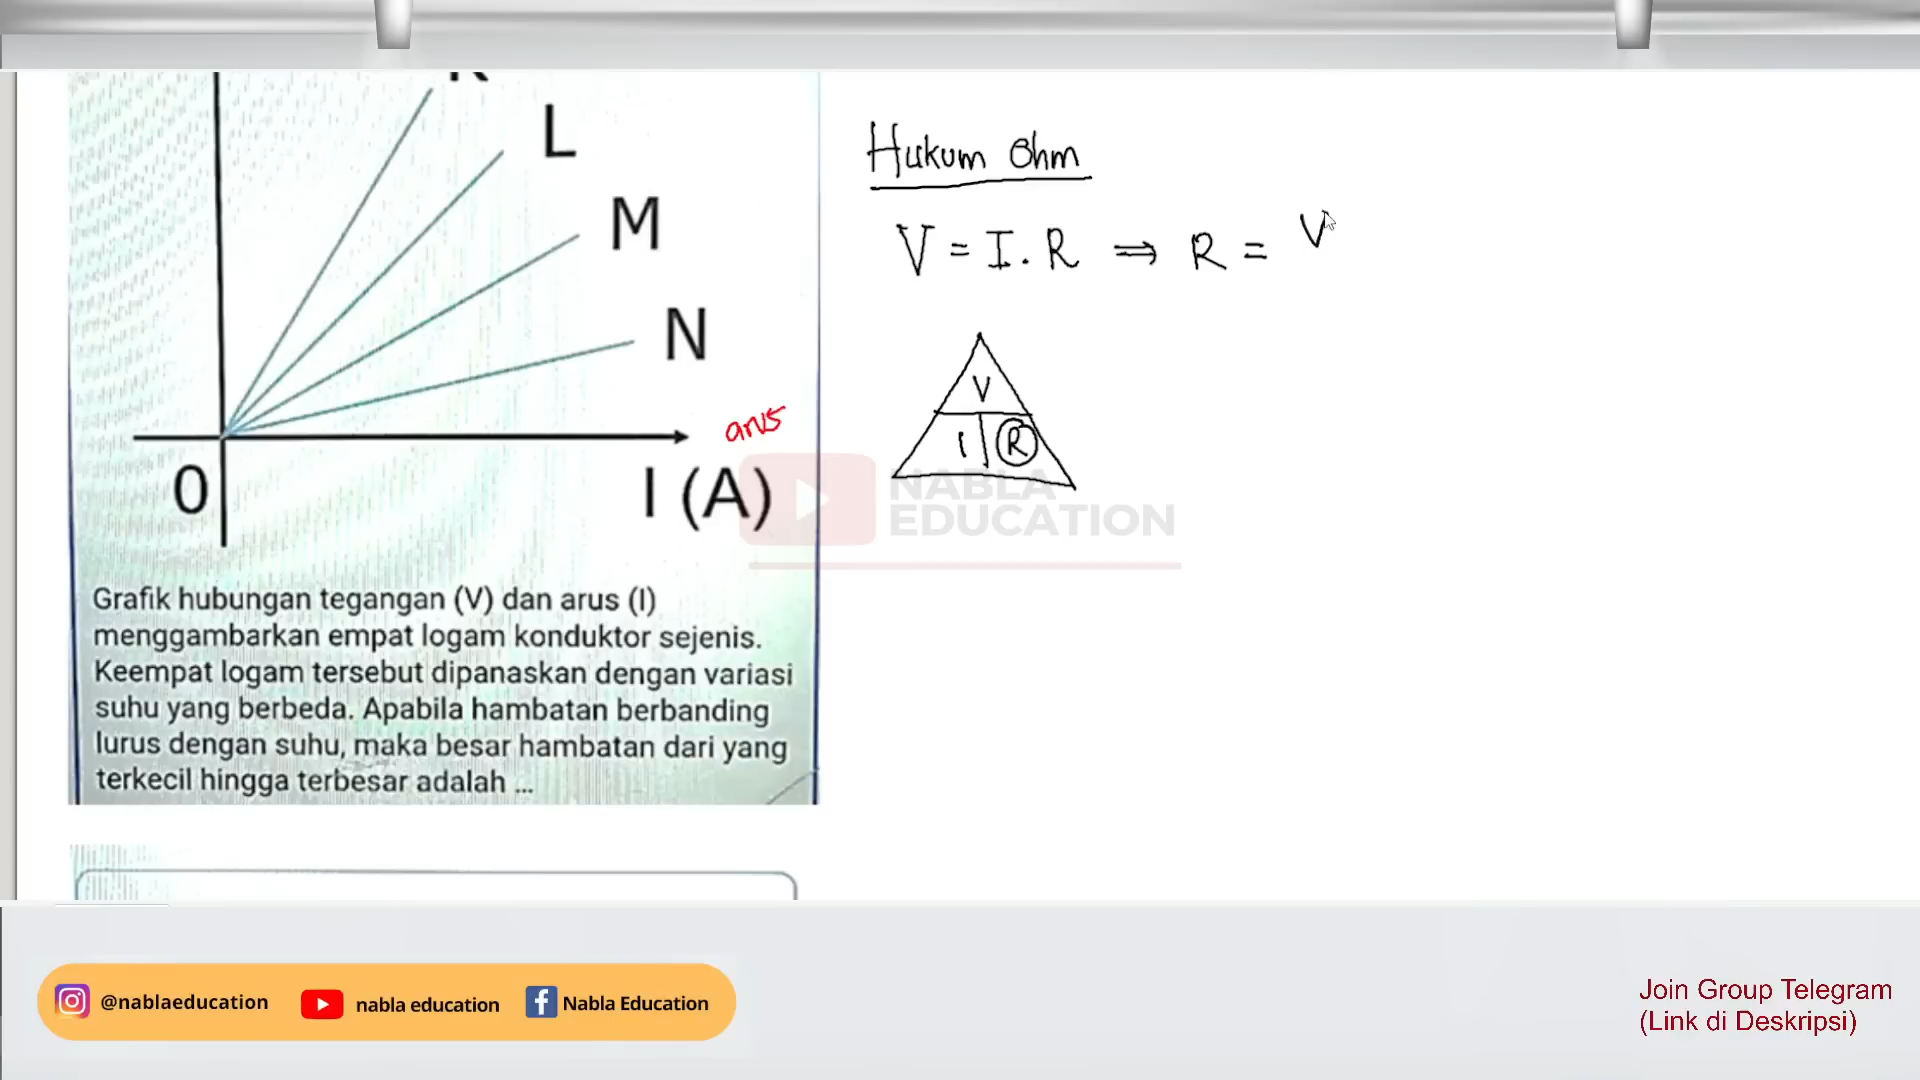 L
M
N
arus
0
I (A)
Grafik hubungan tegangan (V) dan arus (I)
menggambarkan empat logam konduktor sejenis.
Keempat logam tersebut dipanaskan dengan variasi
suhu yang berbeda. Apabila hambatan berbanding
lurus dengan suhu, maka besar hambatan dari yang
terkecil hingga terbesar adalah ...
Hukum Ohm
V = I . R ⇒ R = V
V
I R
NABLA
EDUCATION
@nablaeducation
nabla education
Nabla Education
Join Group Telegram
(Link di Deskripsi)